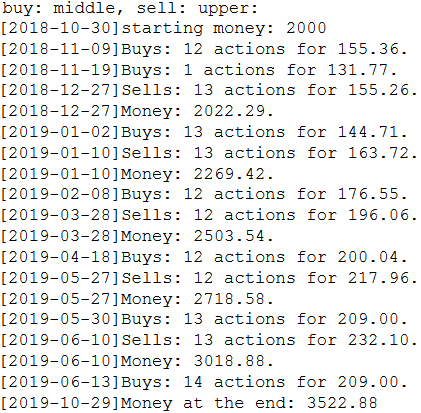 buy: middle, sell: upper:
[2018-10-30]starting money: 2000
[2018-11-09]Buys: 12 actions for 155.36.
[2018-11-19]Buys: 1 actions for 131.77.
[2018-12-27]Sells: 13 actions for 155.26.
[2018-12-27]Money: 2022.29.
[2019-01-02]Buys: 13 actions for 144.71.
[2019-01-10]Sells: 13 actions for 163.72.
[2019-01-10]Money: 2269.42.
[2019-02-08]Buys: 12 actions for 176.55.
[2019-03-28]Sells: 12 actions for 196.06.
[2019-03-28]Money: 2503.54.
[2019-04-18]Buys: 12 actions for 200.04.
[2019-05-27]Sells: 12 actions for 217.96.
[2019-05-27]Money: 2718.58.
[2019-05-30]Buys: 13 actions for 209.00.
[2019-06-10]Sells: 13 actions for 232.10.
[2019-06-10]Money: 3018.88.
[2019-06-13]Buys: 14 actions for 209.00.
[2019-10-29]Money at the end: 3522.88